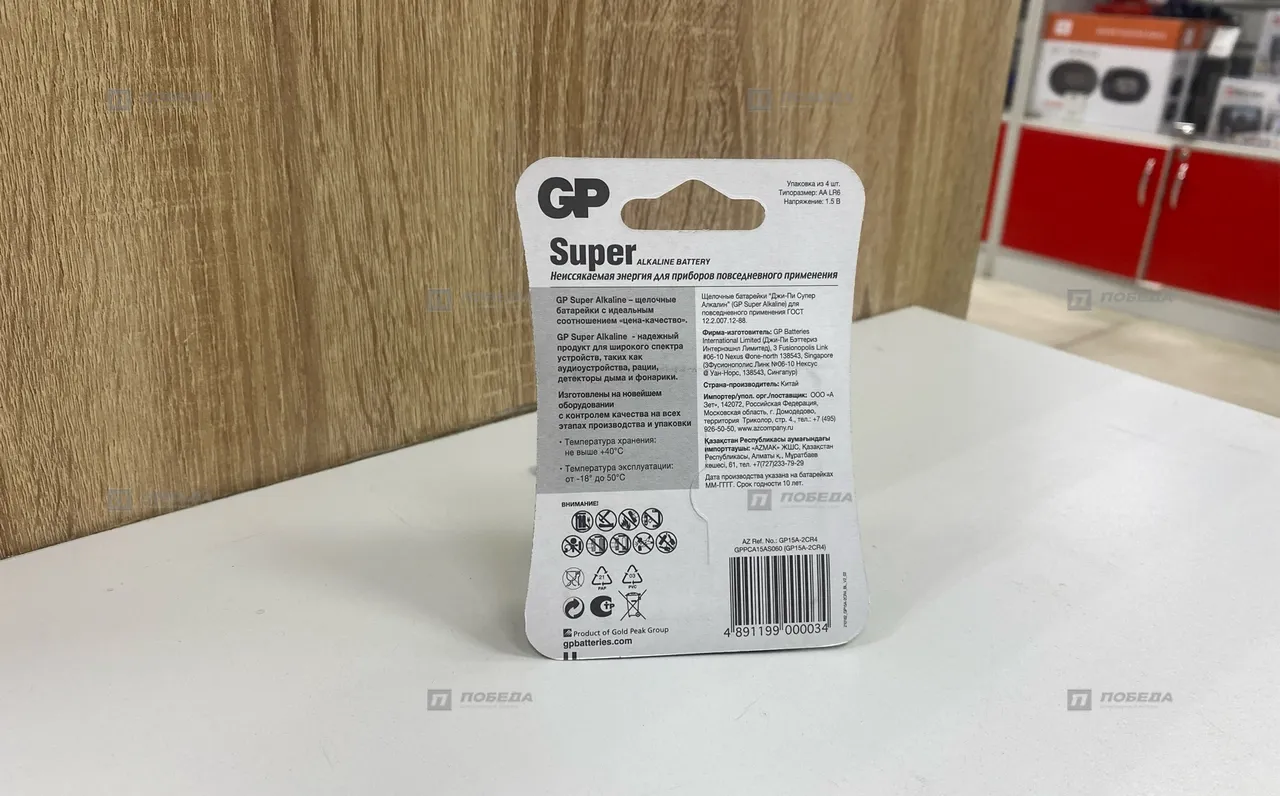 GP
Упаковка из 4 шт.
Типоразмер: AA LR6
Напряжение: 1.5 В
Super ALKALINE BATTERY
Неиссякаемая энергия для приборов повседневного применения
GP Super Alkaline – щелочные
батарейки с идеальным
соотношением «цена-качество».
GP Super Alkaline - надежный
продукт для широкого спектра
устройств, таких как
аудиоустройства, рации,
детекторы дыма и фонарики.
Изготовлены на новейшем
оборудовании
с контролем качества на всех
этапах производства и упаковки
· Температура хранения:
не выше +40°C
· Температура эксплуатации:
от -18° до 50°C
Щелочные батарейки "Джи-Пи Супер
Алкалин" (GP Super Alkaline) для
повседневного применения ГОСТ
12.2.007.12-88.
Фирма-изготовитель: GP Batteries
International Limited (Джи-Пи Баттериз
Интернэшнл Лимитед), 3 Fusionopolis Link
#06-10 Nexus @one-north 138543, Singapore
(3Фусионополис Линк №06-10 Нексус
@ Уан-Норс, 138543, Сингапур)
Страна-производитель: Китай
Импортер/упол. орг./поставщик: ООО «А
Зет», 142072, Российская Федерация,
Московская область, г. Домодедово,
территория Триколор, стр. 4., тел.: +7 (495)
926-50-50, www.azcompany.ru
Қазақстан Республикасы аумағындағы
импорттаушы: «AZMAK» ЖШС, Қазақстан
Республикасы, Алматы қ., Муратбаев
көшесі, 61, тел. +7(727)233-79-29
Дата производства указана на батарейках
ММ-ГГГГ. Срок годности 10 лет.
ВНИМАНИЕ!
21
PAP
03
PVC
Product of Gold Peak Group
gpbatteries.com
AZ Ref. No.: GP15A-2CR4
GPPCA15AS060 (GP15A-2CR4)
4 891199 000034
ПОБЕДА
ПОБЕДА
ПОБЕДА
ПОБЕДА
ПОБЕДА
ПОБЕДА
ПОБЕДА
ПОБЕДА